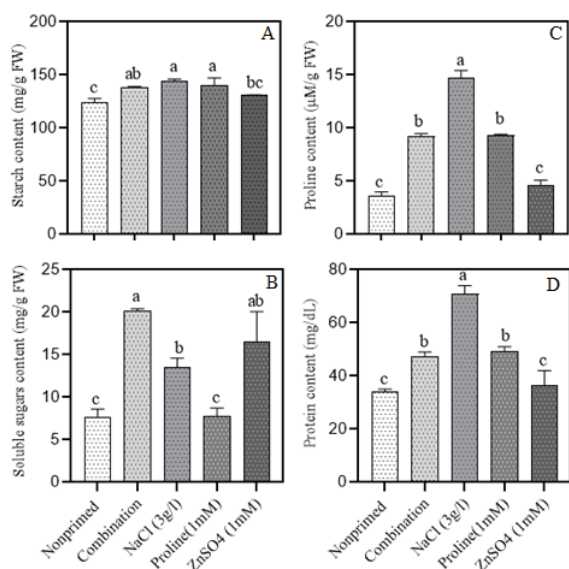 A
Starch content (mg/g FW)
200
150
100
50
0
c
ab
a
a
bc
C
Proline content (µM/g FW)
20
15
10
5
0
c
b
a
b
c
B
Soluble sugars content (mg/g FW)
25
20
15
10
5
0
c
a
b
c
ab
Nonprimed
Combination
NaCl (3g/l)
Proline(1mM)
ZnSO4 (1mM)
D
Protein content (mg/dL)
80
60
40
20
0
c
b
a
b
c
Nonprimed
Combination
NaCl (3g/l)
Proline(1mM)
ZnSO4 (1mM)